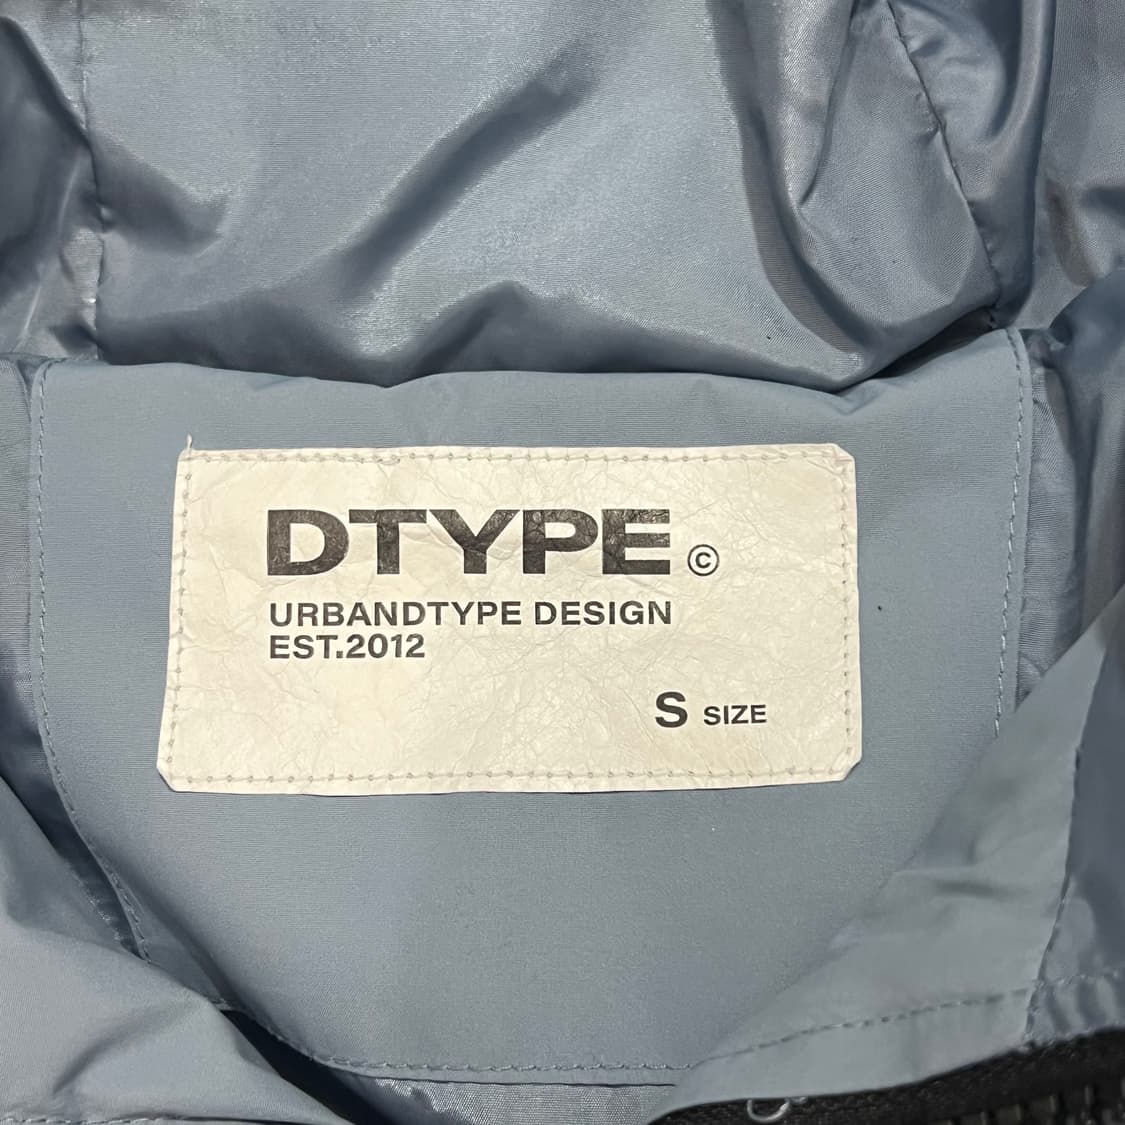 DTYPE©
URBANDTYPE DESIGN
EST.2012
S SIZE